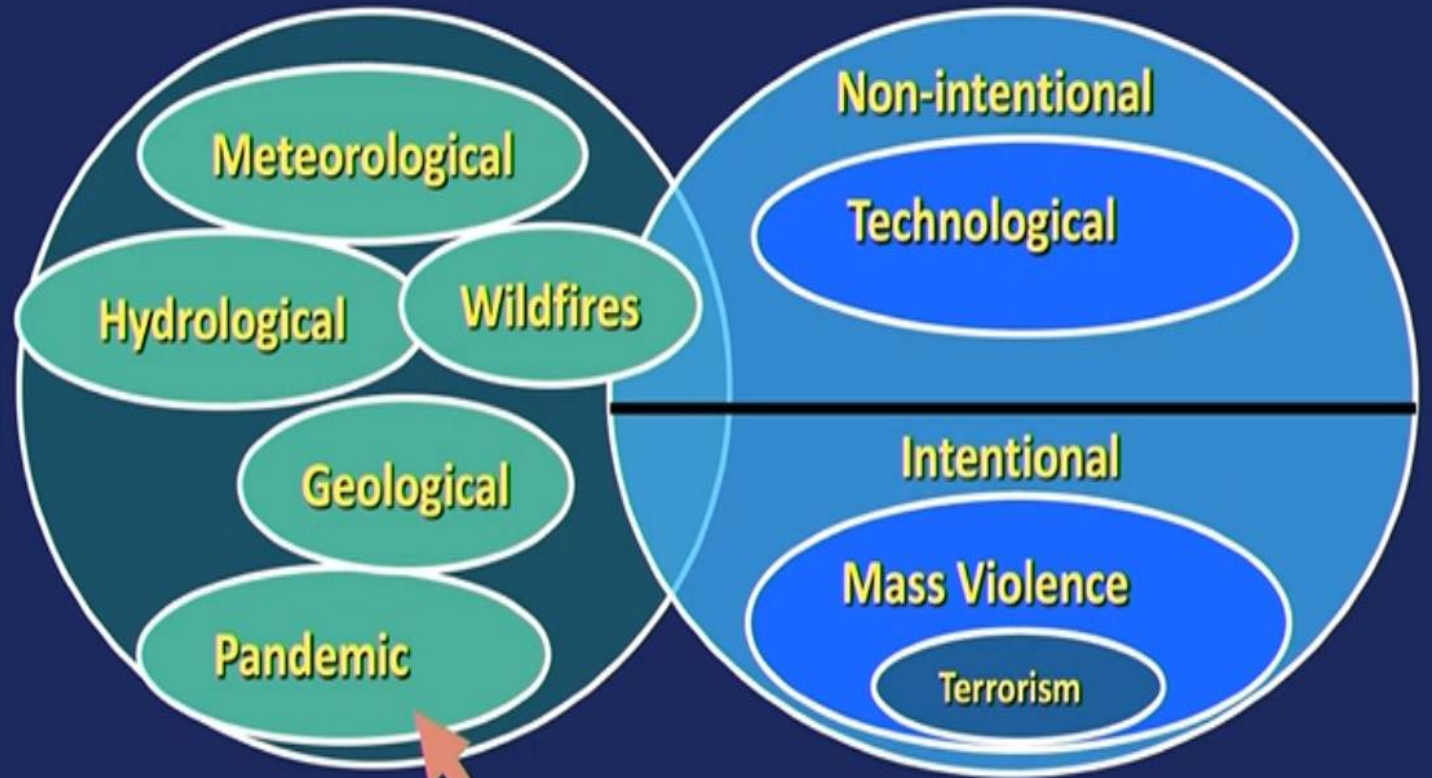 Meteorological
Hydrological
Wildfires
Geological
Pandemic
Non-intentional
Technological
Intentional
Mass Violence
Terrorism